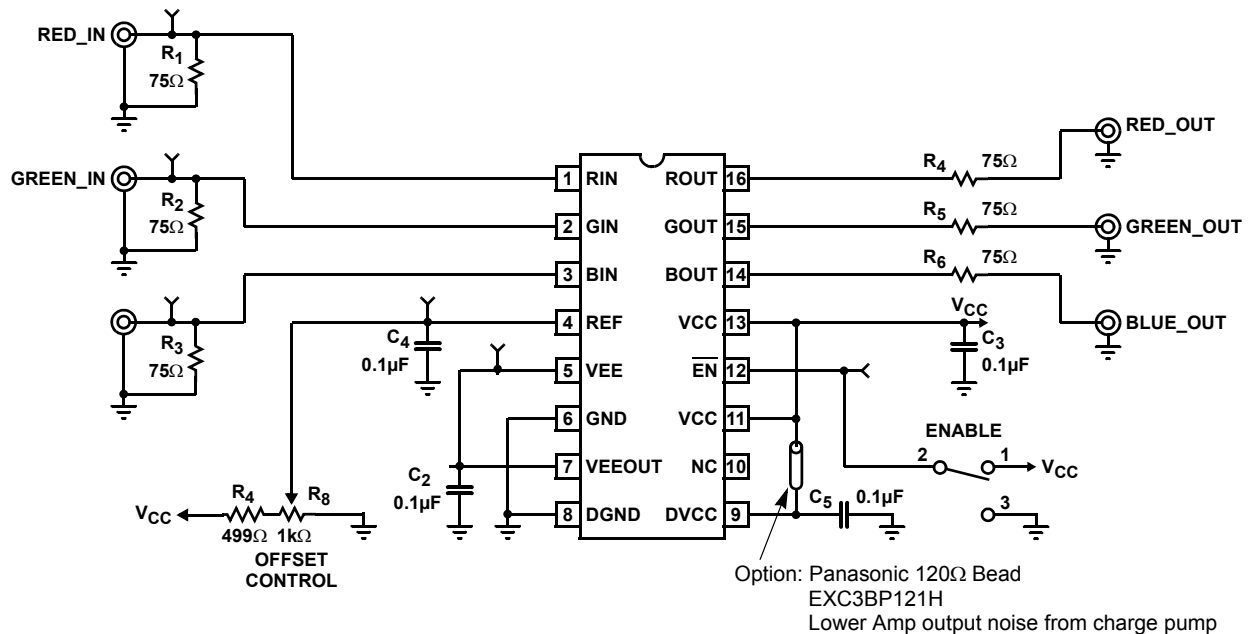 RED_IN
R1
75Ω
GREEN_IN
R2
75Ω
R3
75Ω
C4
0.1µF
C2
0.1µF
VCC
R4
499Ω
R8
1kΩ
OFFSET
CONTROL
1 RIN ROUT 16
2 GIN GOUT 15
3 BIN BOUT 14
4 REF VCC 13
5 VEE E̅N̅ 12
6 GND VCC 11
7 VEEOUT NC 10
8 DGND DVCC 9
R4 75Ω
RED_OUT
R5 75Ω
GREEN_OUT
R6 75Ω
BLUE_OUT
VCC
C3
0.1µF
ENABLE
2 1
VCC
3
C5 0.1µF
Option: Panasonic 120Ω Bead
EXC3BP121H
Lower Amp output noise from charge pump